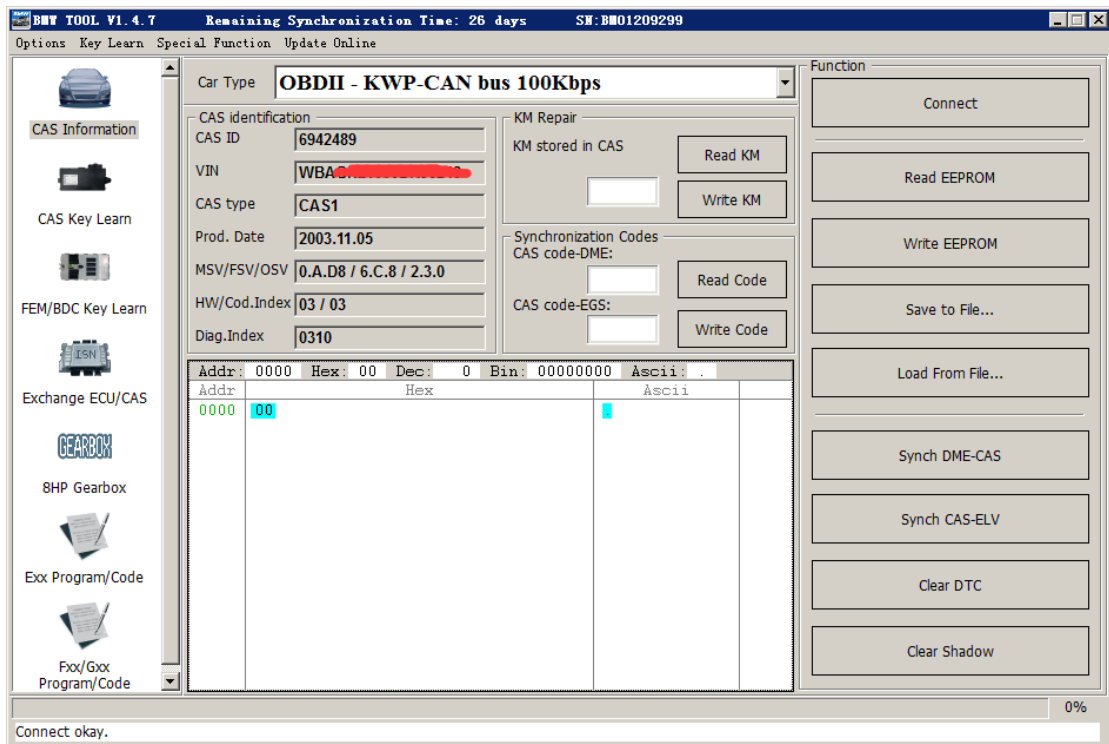 BMW TOOL V1.4.7 Remaining Synchronization Time: 26 days SN:BM01209299
Options Key Learn Special Function Update Online
CAS Information
CAS Key Learn
FEM/BDC Key Learn
ISN
Exchange ECU/CAS
GEARBOX
8HP Gearbox
Exx Program/Code
Fxx/Gxx
Program/Code
Car Type OBDII - KWP-CAN bus 100Kbps
CAS identification
CAS ID 6942489
VIN
CAS type CAS1
Prod. Date 2003.11.05
MSV/FSV/OSV 0.A.D8 / 6.C.8 / 2.3.0
HW/Cod.Index 03 / 03
Diag.Index 0310
KM Repair
KM stored in CAS
Read KM
Write KM
Synchronization Codes
CAS code-DME:
Read Code
CAS code-EGS:
Write Code
Addr: 0000 Hex: 00 Dec: 0 Bin: 00000000 Ascii: .
Addr Hex Ascii
0000 00 .
Function
Connect
Read EEPROM
Write EEPROM
Save to File...
Load From File...
Synch DME-CAS
Synch CAS-ELV
Clear DTC
Clear Shadow
0%
Connect okay.